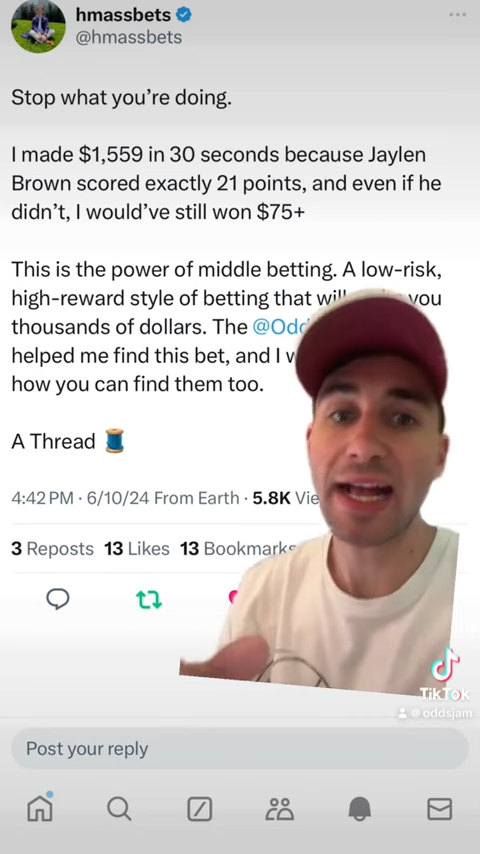 hmassbets
@hmassbets
Stop what you're doing.
I made $1,559 in 30 seconds because Jaylen
Brown scored exactly 21 points, and even if he
didn't, I would've still won $75+
This is the power of middle betting. A low-risk,
high-reward style of betting that you
thousands of dollars. The
helped me find this bet, and I
how you can find them too.
A Thread 🧵
4:42 PM · 6/10/24 From Earth · 5.8K
3 Reposts 13 Likes 13 Bookmarks
TikTok
@oddsjam
Post your reply